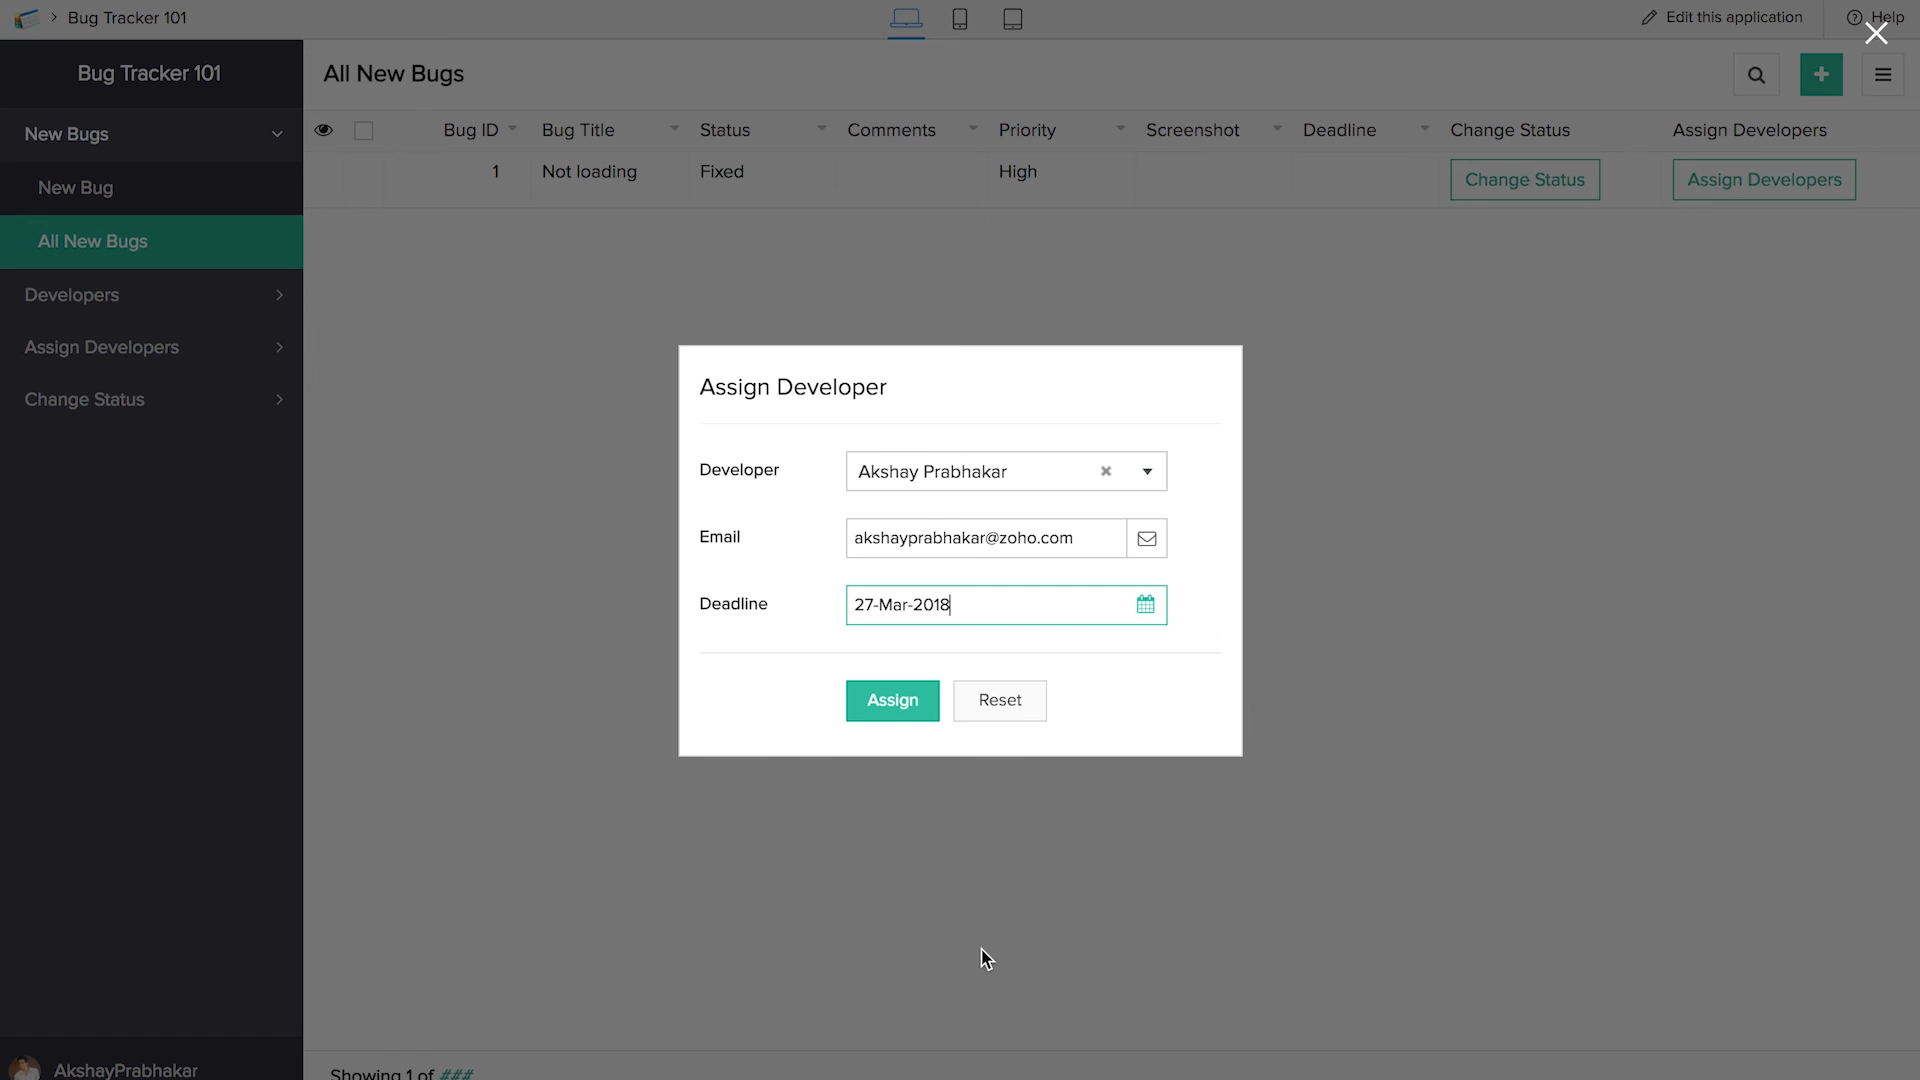 Bug Tracker 101
Edit this application
Help
Bug Tracker 101
New Bugs
New Bug
All New Bugs
Developers
Assign Developers
Change Status
AkshayPrabhakar
All New Bugs
Bug ID Bug Title Status Comments Priority Screenshot Deadline Change Status Assign Developers
1 Not loading Fixed High Change Status Assign Developers
Assign Developer
Developer Akshay Prabhakar
Email akshayprabhakar@zoho.com
Deadline 27-Mar-2018
Assign Reset
Showing 1 of ###